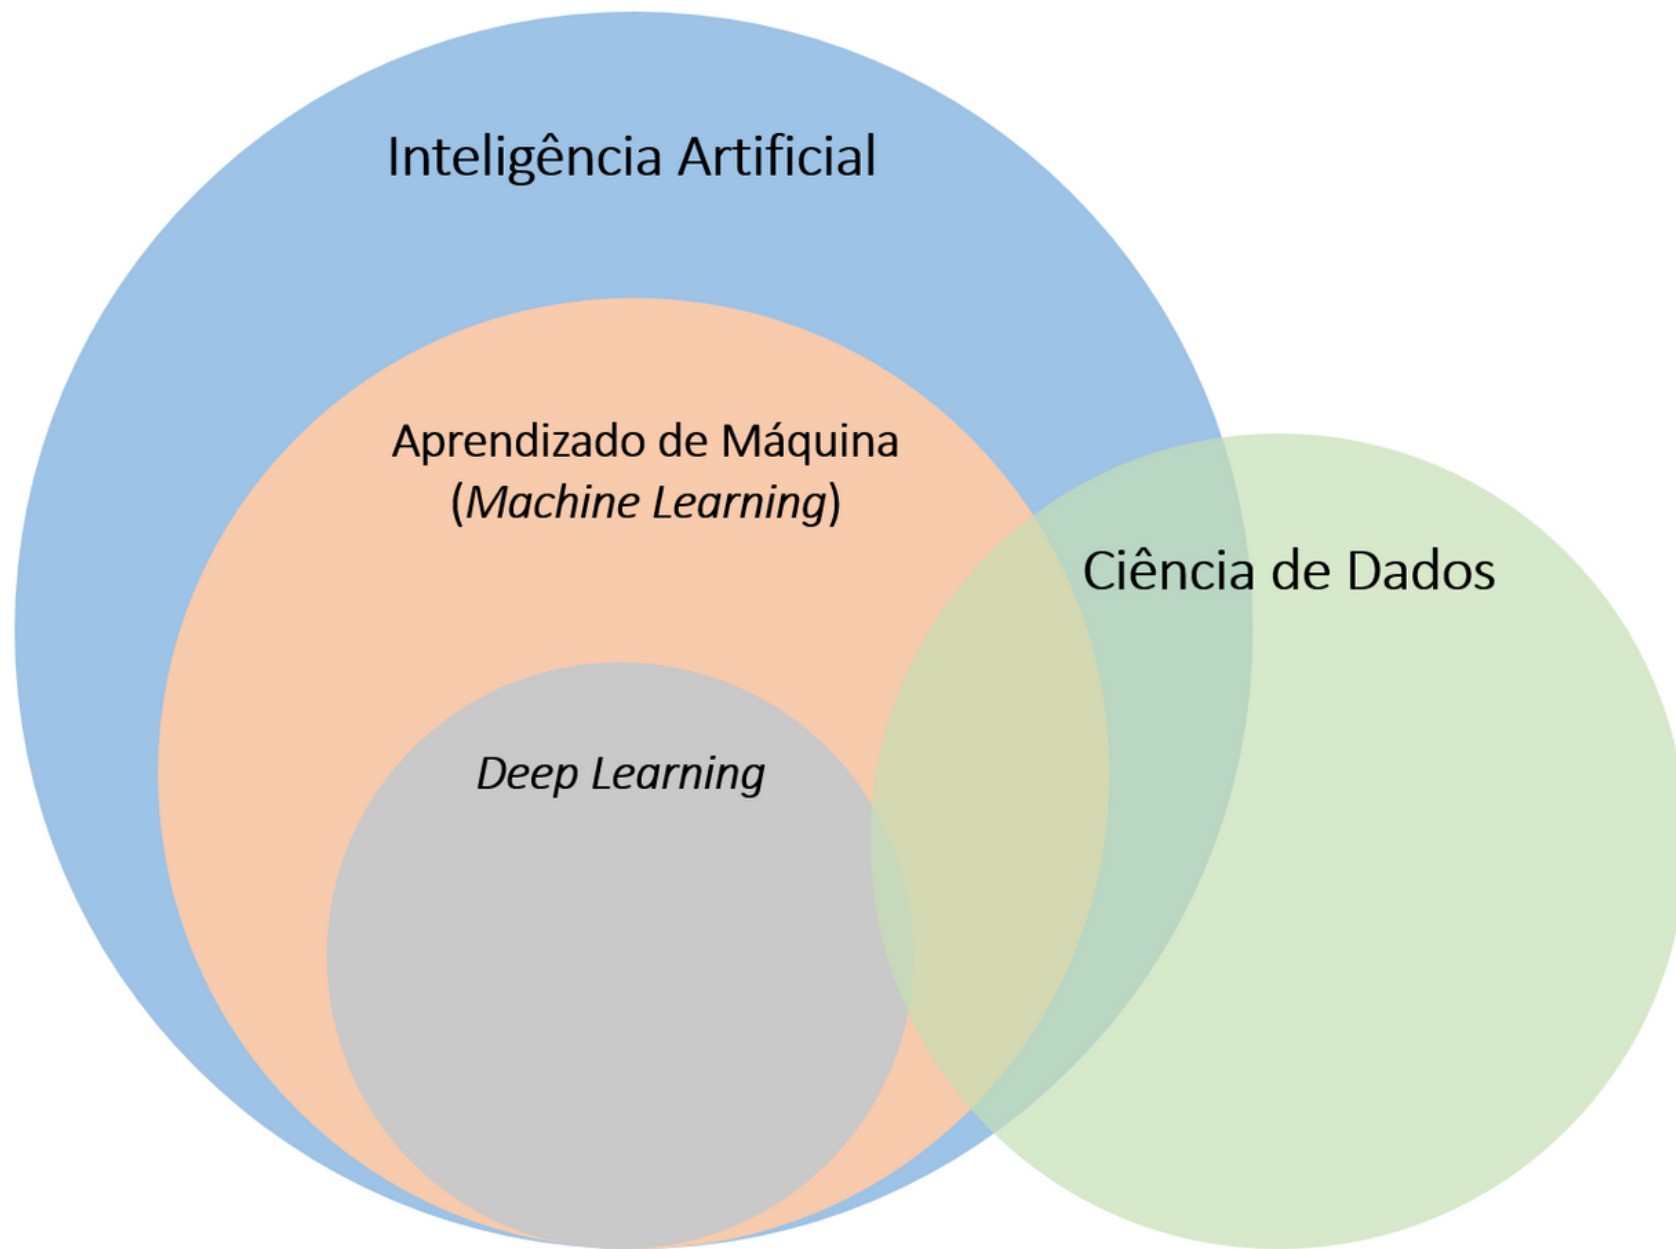 Inteligência Artificial
Aprendizado de Máquina
(Machine Learning)
Ciência de Dados
Deep Learning